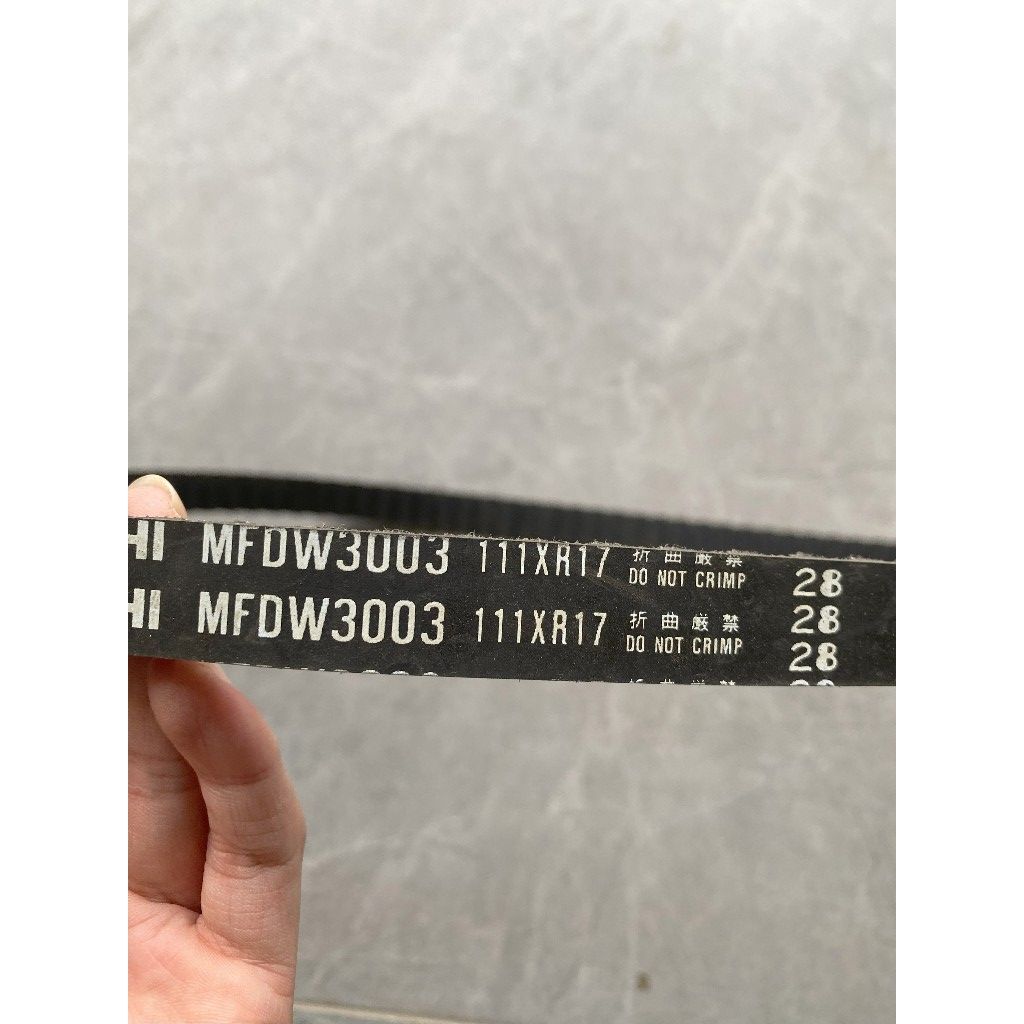 HI MFDW3003 111XR17 折曲厳禁 DO NOT CRIMP 28
HI MFDW3003 111XR17 折曲厳禁 DO NOT CRIMP 28
28